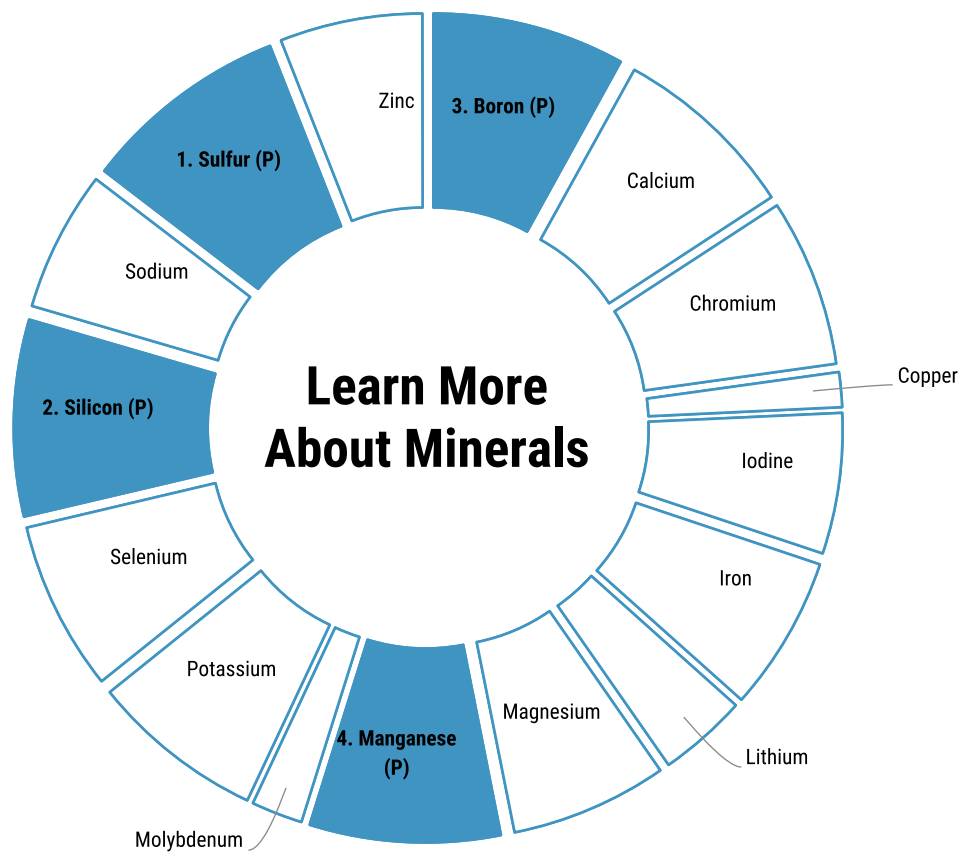 Zinc
3. Boron (P)
1. Sulfur (P)
Calcium
Sodium
Chromium
Copper
Learn More
About Minerals
2. Silicon (P)
Iodine
Selenium
Iron
Potassium
Magnesium
4. Manganese
(P)
Lithium
Molybdenum